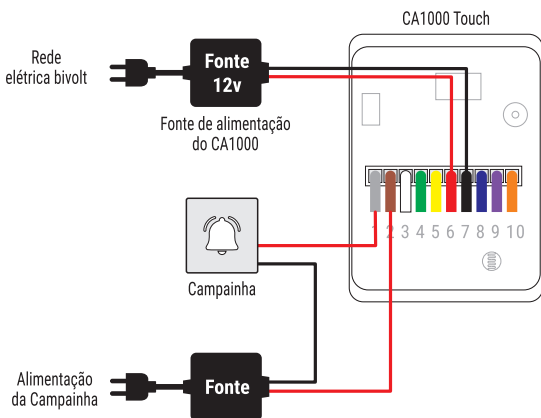 CA1000 Touch
Rede
elétrica bivolt
Fonte
12v
Fonte de alimentação
do CA1000
1 2 3 4 5 6 7 8 9 10
Campainha
Alimentação
da Campainha
Fonte